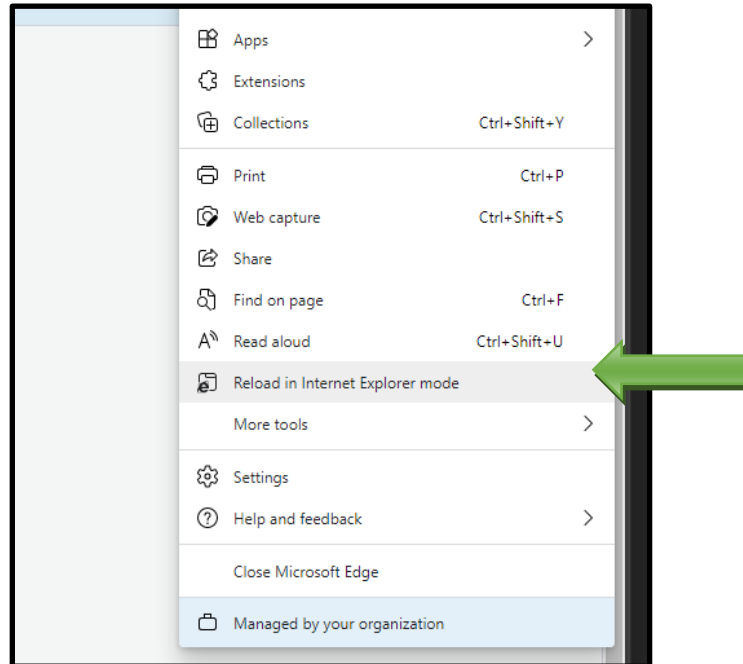 Apps
Extensions
Collections Ctrl+Shift+Y
Print Ctrl+P
Web capture Ctrl+Shift+S
Share
Find on page Ctrl+F
Read aloud Ctrl+Shift+U
Reload in Internet Explorer mode
More tools
Settings
Help and feedback
Close Microsoft Edge
Managed by your organization